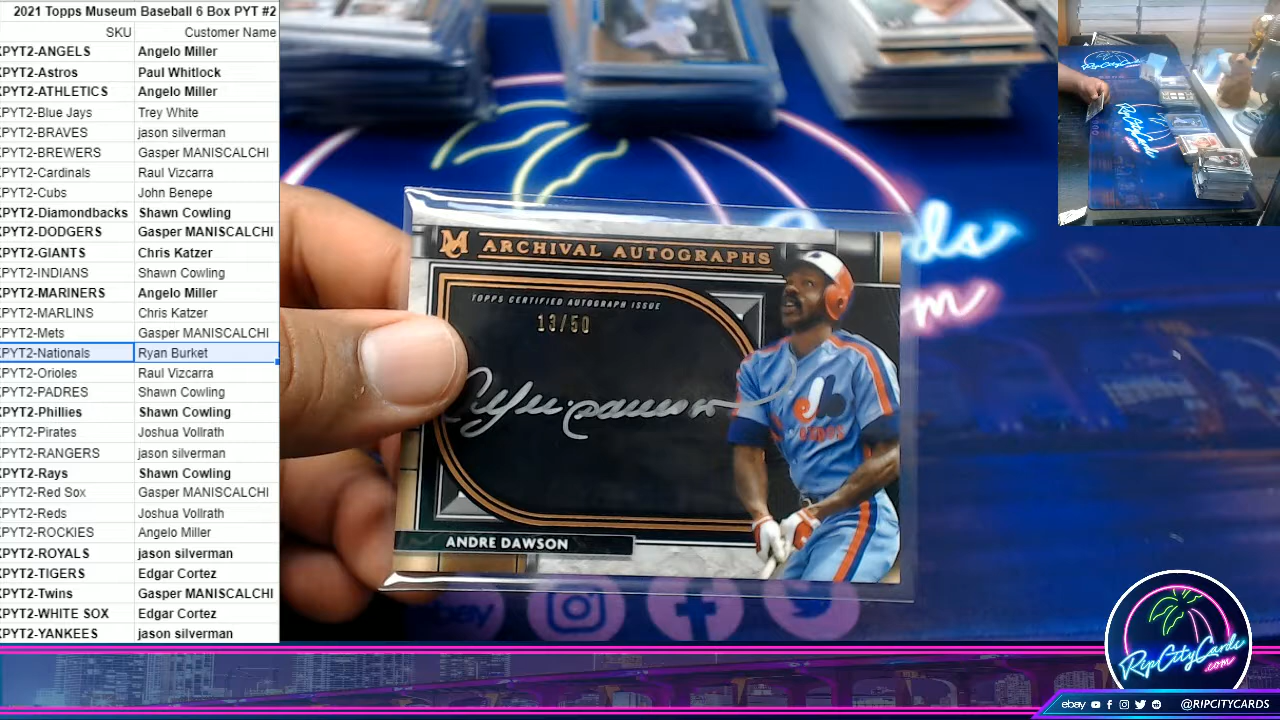 2021 Topps Museum Baseball 6 Box PYT #2
SKU Customer Name
PYT2-ANGELS Angelo Miller
PYT2-Astros Paul Whitlock
PYT2-ATHLETICS Angelo Miller
PYT2-Blue Jays Trey White
PYT2-BRAVES jason silverman
PYT2-BREWERS Gasper MANISCALCHI
PYT2-Cardinals Raul Vizcarra
PYT2-Cubs John Benepe
PYT2-Diamondbacks Shawn Cowling
PYT2-DODGERS Gasper MANISCALCHI
PYT2-GIANTS Chris Katzer
PYT2-INDIANS Shawn Cowling
PYT2-MARINERS Angelo Miller
PYT2-MARLINS Chris Katzer
PYT2-Mets Gasper MANISCALCHI
PYT2-Nationals Ryan Burket
PYT2-Orioles Raul Vizcarra
PYT2-PADRES Shawn Cowling
PYT2-Phillies Shawn Cowling
PYT2-Pirates Joshua Vollrath
PYT2-RANGERS jason silverman
PYT2-Rays Shawn Cowling
PYT2-Red Sox Gasper MANISCALCHI
PYT2-Reds Joshua Vollrath
PYT2-ROCKIES Angelo Miller
PYT2-ROYALS jason silverman
PYT2-TIGERS Edgar Cortez
PYT2-Twins Gasper MANISCALCHI
PYT2-WHITE SOX Edgar Cortez
PYT2-YANKEES jason silverman
M ARCHIVAL AUTOGRAPHS
TOPPS CERTIFIED AUTOGRAPH ISSUE
13/50
ANDRE DAWSON
RipCityCards
.com
ebay @RIPCITYCARDS